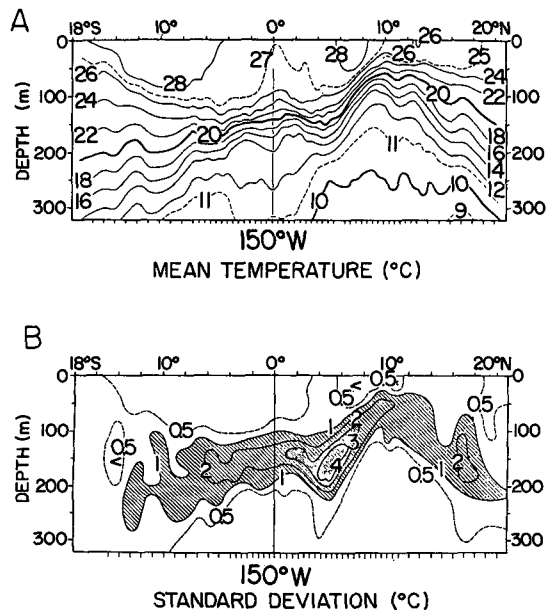 A
18°S 10° 0° 10° 20°N
0 26 28 27 28 26 26 25 0
24 24
100 22 100
22 20 20
200 18 11 18 200
16
14
12
18
16 11 10 10
300 9 300
DEPTH (m)
150°W
MEAN TEMPERATURE (°C)
B
18°S 10° 0° 10° 20°N
0 0.5 < 0.5 0
0.5 0.5 1 2 0.5
100 < 1 3 100
2 4 2
200 1 1 200
0.5 0.5 0.5
300 300
DEPTH (m)
150°W
STANDARD DEVIATION (°C)